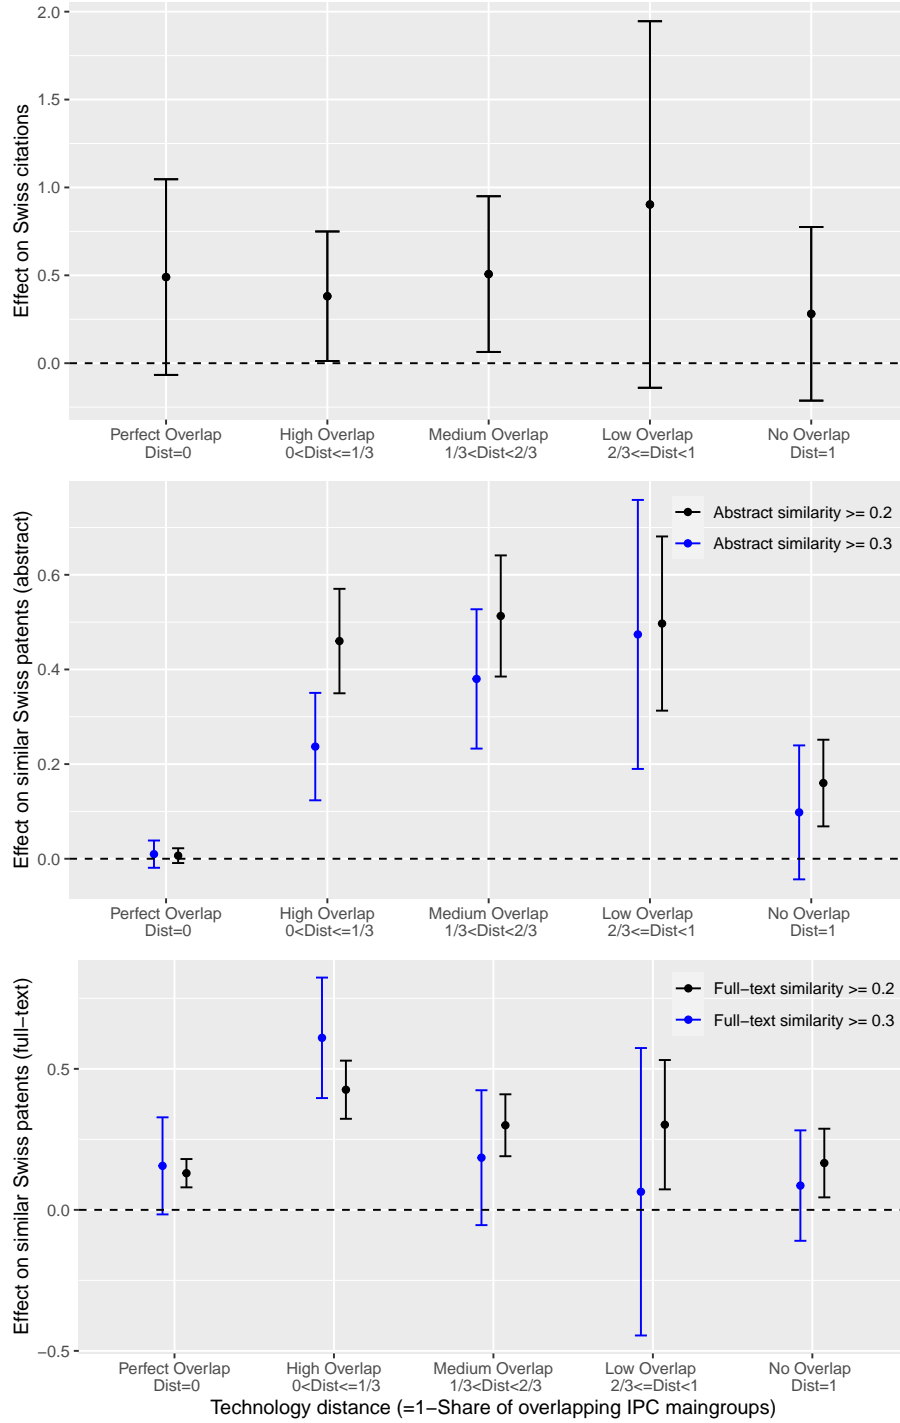 Effect on Swiss citations
2.0
1.5
1.0
0.5
0.0
Perfect Overlap
Dist=0
High Overlap
0<Dist<=1/3
Medium Overlap
1/3<Dist<2/3
Low Overlap
2/3<=Dist<1
No Overlap
Dist=1
Effect on similar Swiss patents (abstract)
0.6
0.4
0.2
0.0
Abstract similarity >= 0.2
Abstract similarity >= 0.3
Perfect Overlap
Dist=0
High Overlap
0<Dist<=1/3
Medium Overlap
1/3<Dist<2/3
Low Overlap
2/3<=Dist<1
No Overlap
Dist=1
Effect on similar Swiss patents (full−text)
0.5
0.0
−0.5
Full−text similarity >= 0.2
Full−text similarity >= 0.3
Perfect Overlap
Dist=0
High Overlap
0<Dist<=1/3
Medium Overlap
1/3<Dist<2/3
Low Overlap
2/3<=Dist<1
No Overlap
Dist=1
Technology distance (=1−Share of overlapping IPC maingroups)